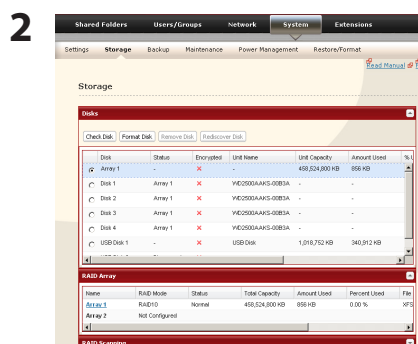 2
Shared Folders Users/Groups Network System Extensions
Settings Storage Backup Maintenance Power Management Restore/Format
Read Manual
Storage
Disks
Check Disk Format Disk Remove Disk Rediscover Disk
Disk Status Encrypted Unit Name Unit Capacity Amount Used % U
Array 1 - - 458,524,800 KB 856 KB
Disk 1 Array 1 WD2500AAKS-00B3A - -
Disk 2 Array 1 WD2500AAKS-00B3A - -
Disk 3 Array 1 WD2500AAKS-00B3A - -
Disk 4 Array 1 WD2500AAKS-00B3A - -
USB Disk 1 - USB Disk 1,018,752 KB 340,912 KB
RAID Array
Name RAID Mode Status Total Capacity Amount Used Percent Used File
Array 1 RAID10 Normal 458,524,800 KB 856 KB 0.00 % XFS
Array 2 Not Configured
RAID Scanning